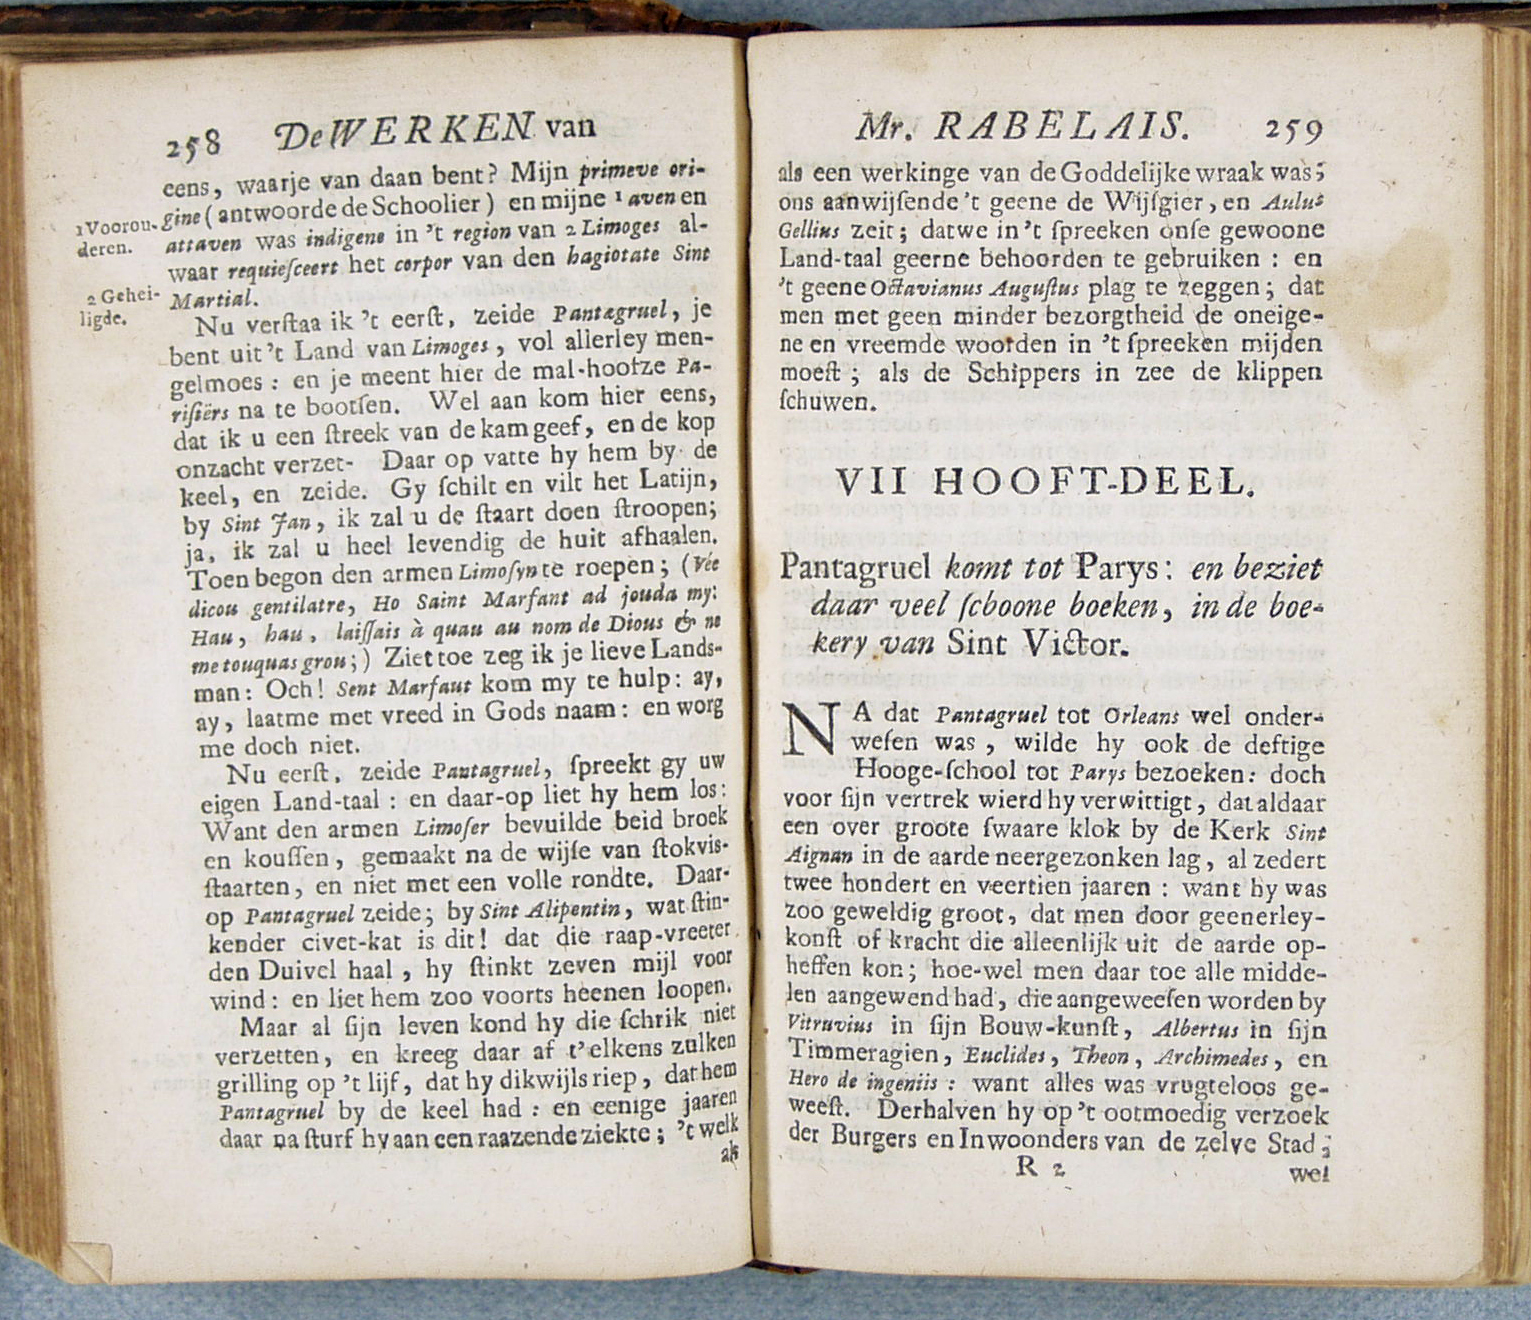 258 De WERKEN van
eens, waarje van daan bent? Mijn primeve ori-
gine (antwoorde de Schoolier) en mijne ¹ aven en
attaven was indigene in 't region van 2 Limoges al-
waar requieſceert het corpor van den hagiotate Sint
Martial.
1 Voorou-
deren.
2 Gehei-
ligde.
Nu verſtaa ik 't eerſt, zeide Pantagruel, je
bent uit 't Land van Limoges, vol allerley men-
gelmoes : en je meent hier de mal-hootze Pa-
riſiërs na te bootſen. Wel aan kom hier eens,
dat ik u een ſtreek van de kam geef, en de kop
onzacht verzet- Daar op vatte hy hem by de
keel, en zeide. Gy ſchilt en vilt het Latijn,
by Sint Jan, ik zal u de ſtaart doen ſtroopen;
ja, ik zal u heel levendig de huit afhaalen.
Toen begon den armen Limoſyn te roepen; (Vée
dicou gentilatre, Ho Saint Marfant ad jouda my:
Hau, hau, laiſſais à quau au nom de Dious & ne
me touquas grou;) Ziet toe zeg ik je lieve Lands-
man: Och! Sent Marfaut kom my te hulp: ay,
ay, laatme met vreed in Gods naam: en worg
me doch niet.
Nu eerſt, zeide Pantagruel, ſpreekt gy uw
eigen Land-taal : en daar-op liet hy hem los:
Want den armen Limoſer bevuilde beid broek
en kouſſen, gemaakt na de wijſe van ſtokvis-
ſtaarten, en niet met een volle rondte. Daar-
op Pantagruel zeide; by Sint Alipentin, wat ſtin-
kender civet-kat is dit! dat die raap-vreeter
den Duivel haal, hy ſtinkt zeven mijl voor
wind: en liet hem zoo voorts heenen loopen.
Maar al ſijn leven kond hy die ſchrik niet
verzetten, en kreeg daar af t'elkens zulken
grilling op 't lijf, dat hy dikwijls riep, dat hem
Pantagruel by de keel had : en eenige jaaren
daar na ſturf hy aan een raazende ziekte; 't welk
als
Mr. RABELAIS. 259
als een werkinge van de Goddelijke wraak was;
ons aanwijſende 't geene de Wijſgier, en Aulus
Gellius zeit; dat we in 't ſpreeken onſe gewoone
Land-taal geerne behoorden te gebruiken : en
't geene Octavianus Auguſtus plag te zeggen; dat
men met geen minder bezorgtheid de oneige-
ne en vreemde woorden in 't ſpreeken mijden
moeſt ; als de Schippers in zee de klippen
ſchuwen.
VII HOOFT-DEEL.
Pantagruel komt tot Parys: en beziet
daar veel ſchoone boeken, in de boe-
kery van Sint Victor.
NA dat Pantagruel tot Orleans wel onder-
weſen was, wilde hy ook de deftige
Hooge-ſchool tot Parys bezoeken: doch
voor ſijn vertrek wierd hy verwittigt, dat aldaar
een over groote ſwaare klok by de Kerk Sint
Aignan in de aarde neergezonken lag, al zedert
twee hondert en veertien jaaren : want hy was
zoo geweldig groot, dat men door geenerley-
konſt of kracht die alleenlijk uit de aarde op-
heffen kon; hoe-wel men daar toe alle midde-
len aangewend had, die aangeweeſen worden by
Vitruvius in ſijn Bouw-kunſt, Albertus in ſijn
Timmeragien, Euclides, Theon, Archimedes, en
Hero de ingeniis : want alles was vrugteloos ge-
weeſt. Derhalven hy op 't ootmoedig verzoek
der Burgers en Inwoonders van de zelve Stad,
R 2 wel